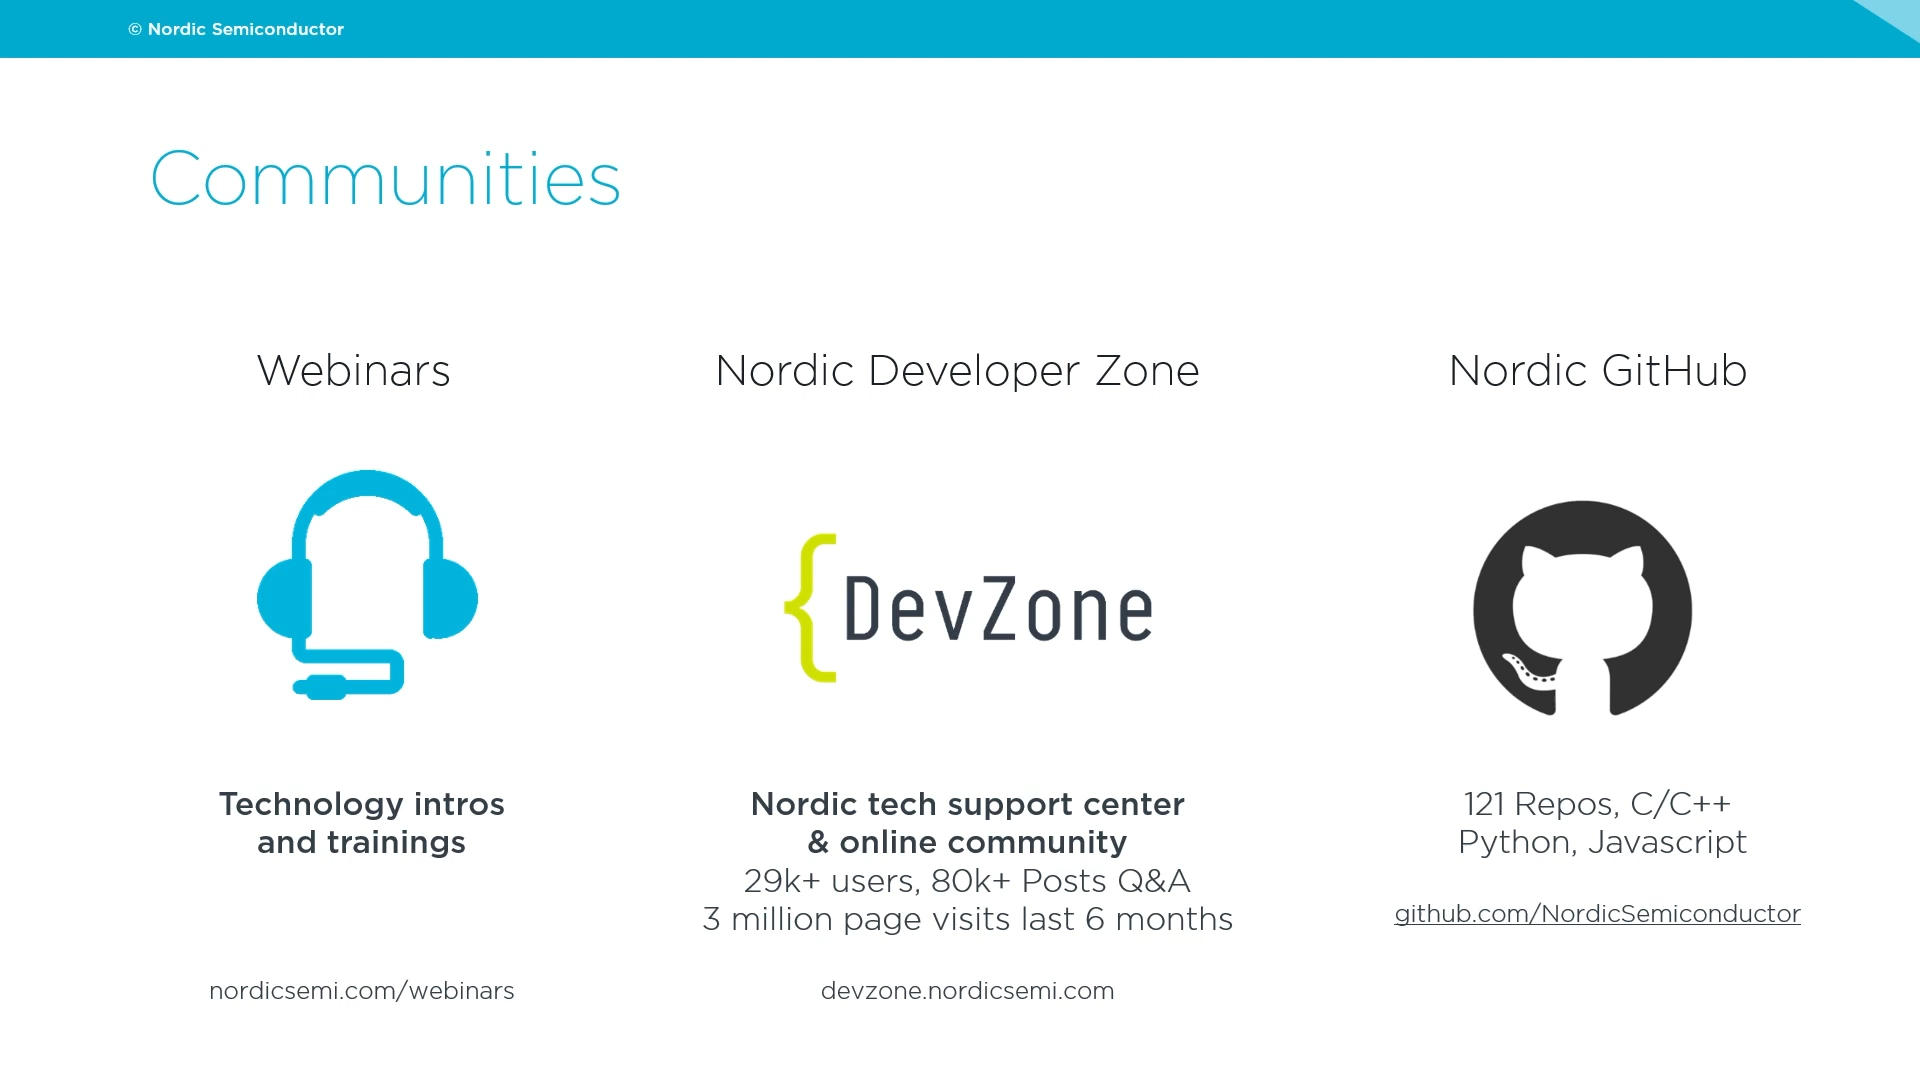 © Nordic Semiconductor
Communities
Webinars
Technology intros
and trainings
nordicsemi.com/webinars
Nordic Developer Zone
{DevZone
Nordic tech support center
& online community
29k+ users, 80k+ Posts Q&A
3 million page visits last 6 months
devzone.nordicsemi.com
Nordic GitHub
121 Repos, C/C++
Python, Javascript
github.com/NordicSemiconductor